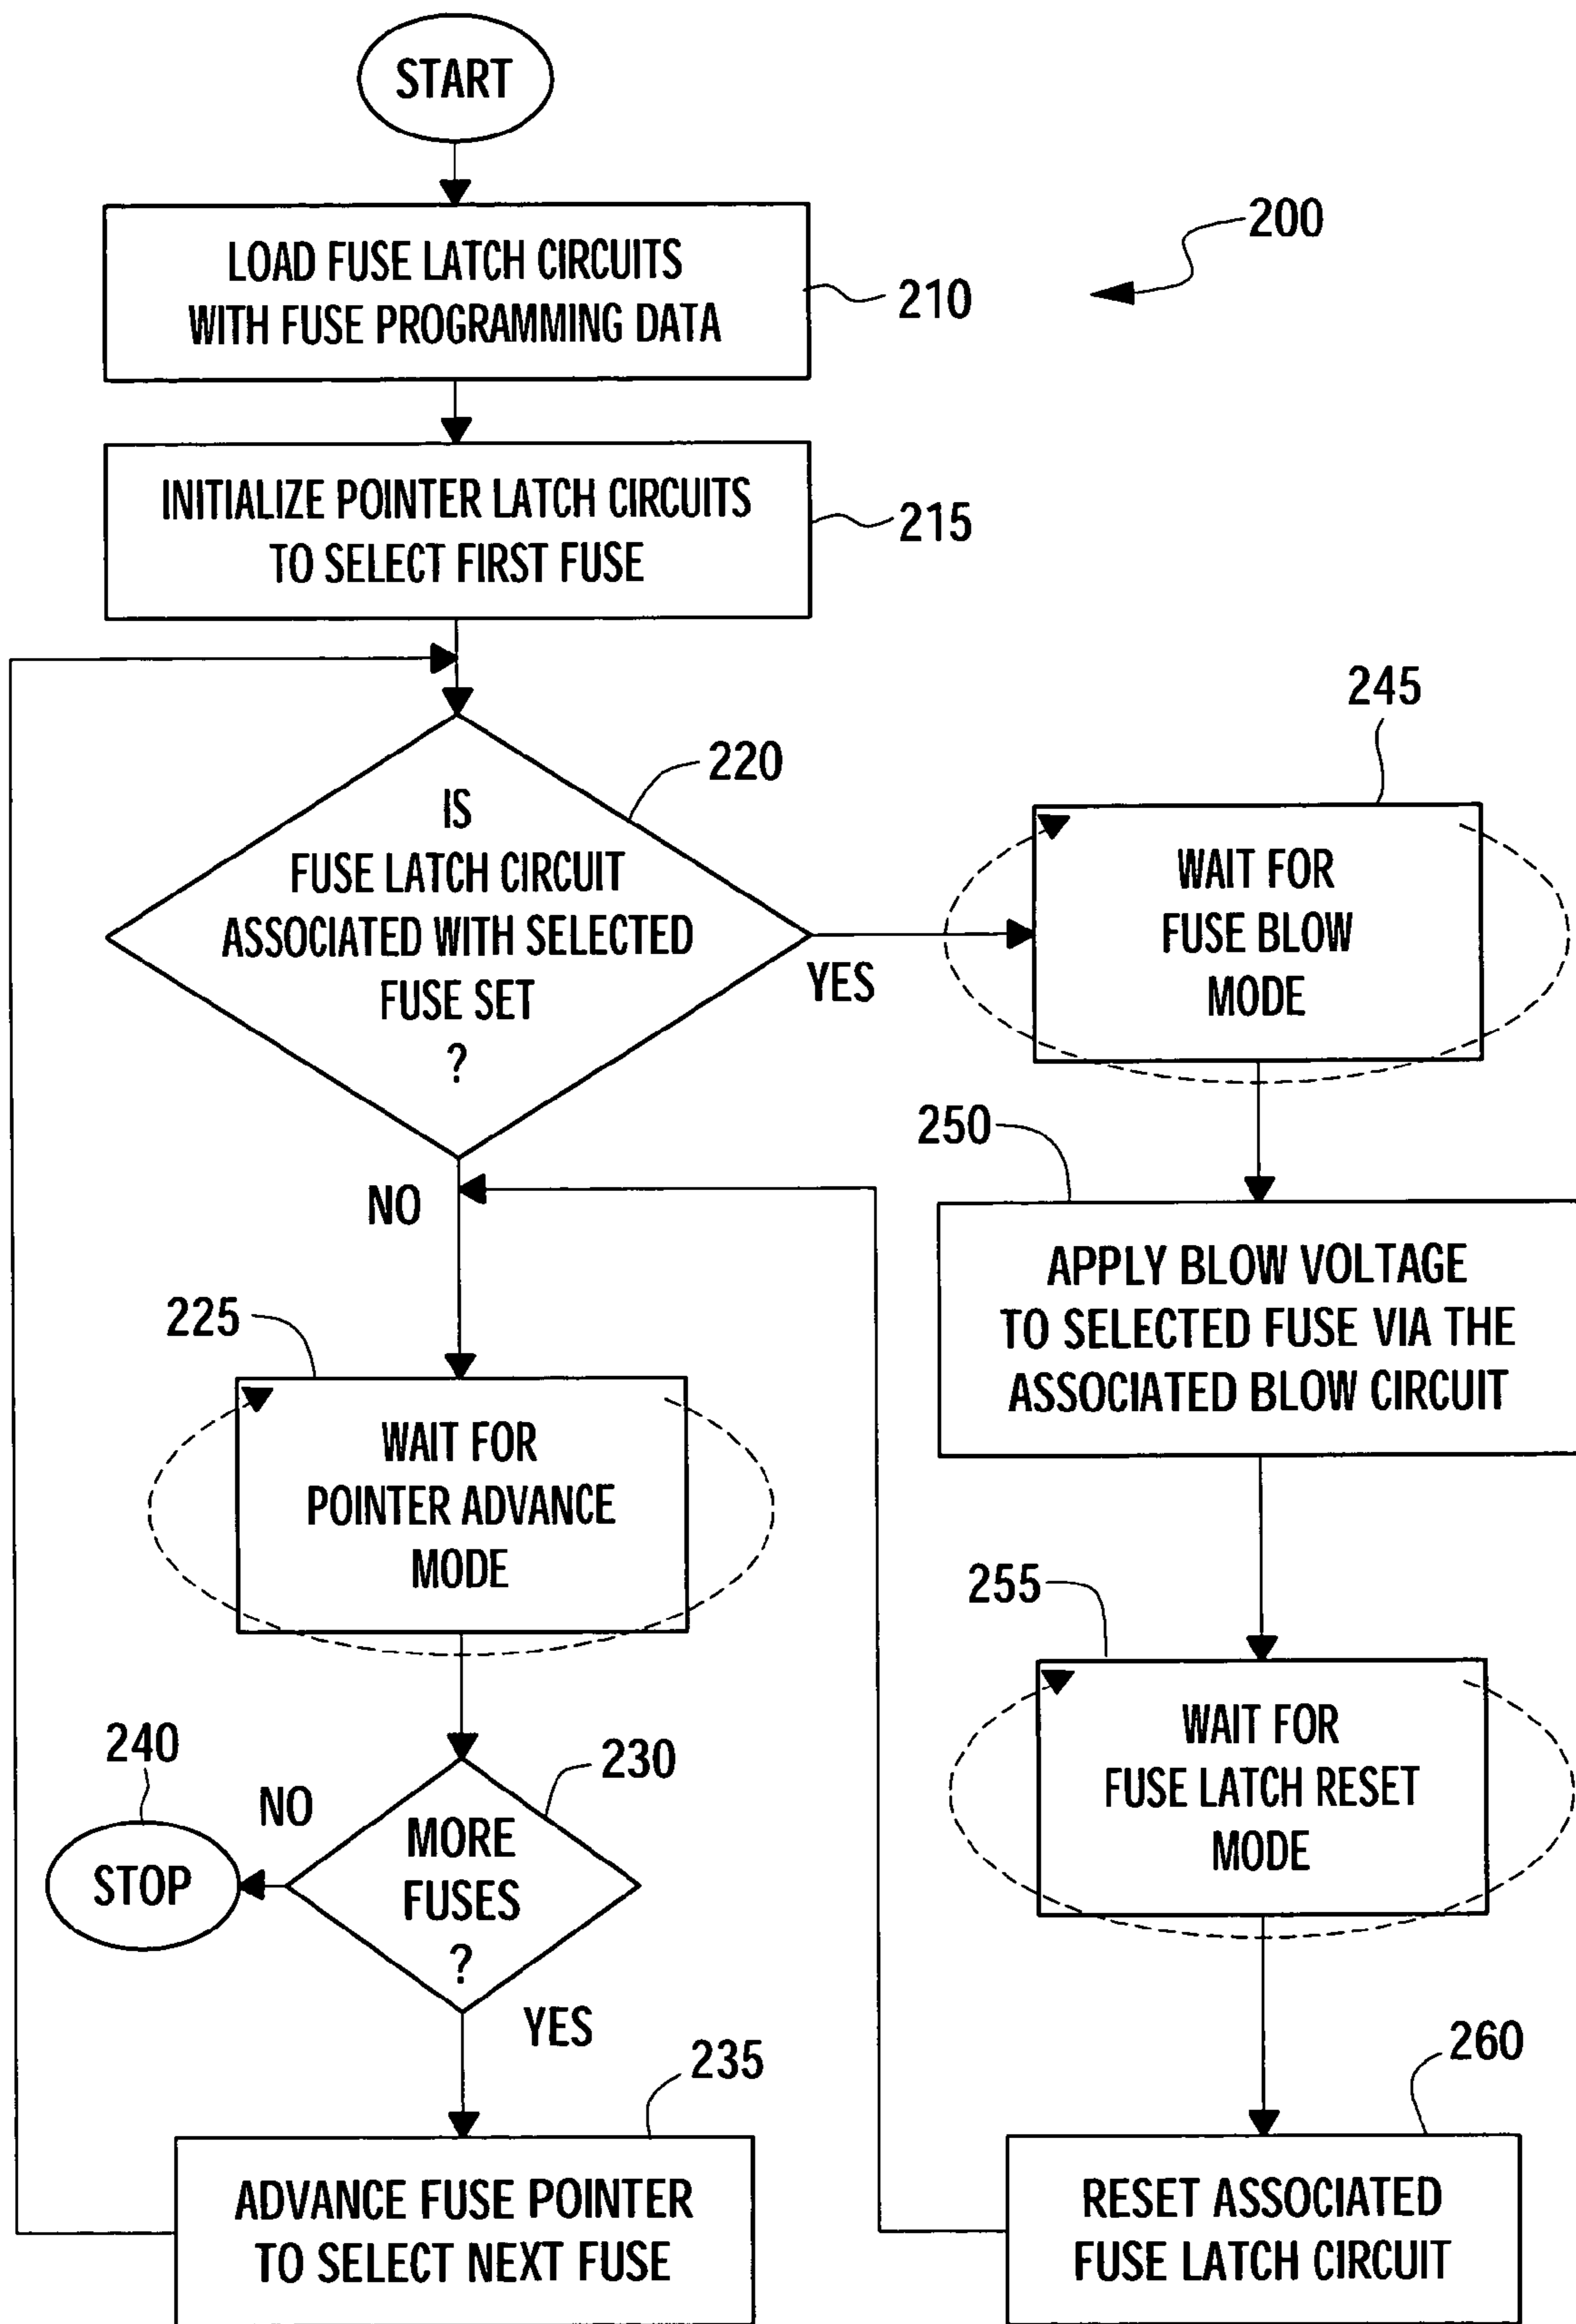 START
200
LOAD FUSE LATCH CIRCUITS
WITH FUSE PROGRAMMING DATA
210
INITIALIZE POINTER LATCH CIRCUITS
TO SELECT FIRST FUSE
215
220
IS
FUSE LATCH CIRCUIT
ASSOCIATED WITH SELECTED
FUSE SET
?
YES
NO
245
WAIT FOR
FUSE BLOW
MODE
250
APPLY BLOW VOLTAGE
TO SELECTED FUSE VIA THE
ASSOCIATED BLOW CIRCUIT
225
WAIT FOR
POINTER ADVANCE
MODE
255
WAIT FOR
FUSE LATCH RESET
MODE
240
STOP
NO
230
MORE
FUSES
?
YES
235
ADVANCE FUSE POINTER
TO SELECT NEXT FUSE
260
RESET ASSOCIATED
FUSE LATCH CIRCUIT